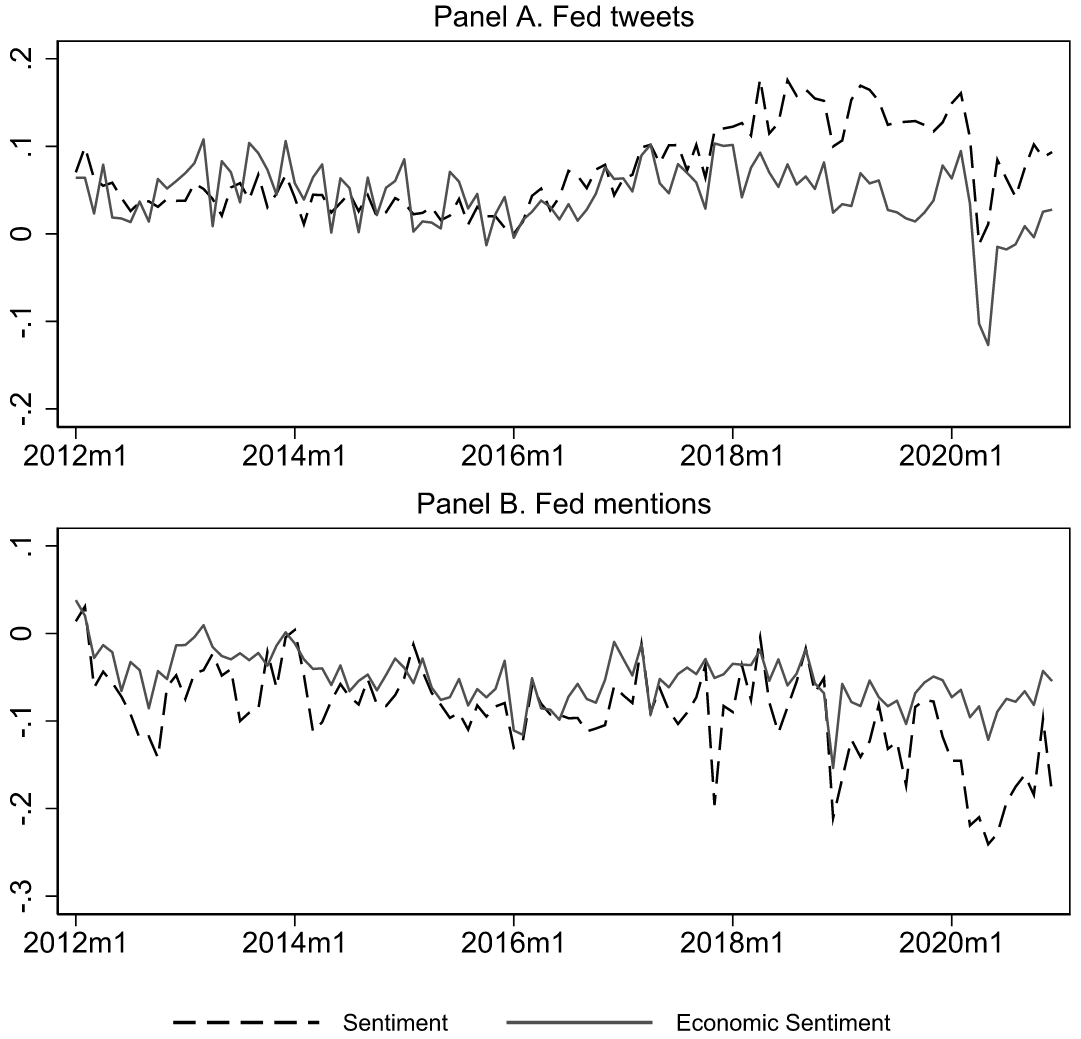 Panel A. Fed tweets
.2
.1
0
-.1
-.2
2012m1 2014m1 2016m1 2018m1 2020m1
Panel B. Fed mentions
.1
0
-.1
-.2
-.3
2012m1 2014m1 2016m1 2018m1 2020m1
Sentiment Economic Sentiment